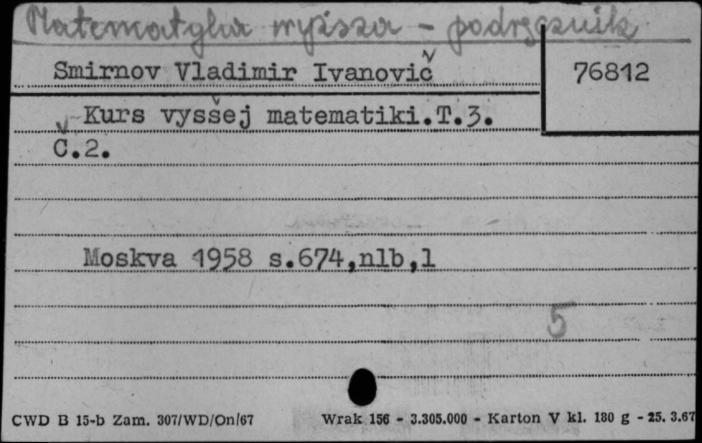 Matematyka wyższa - podręcznik
Smirnov Vladimir Ivanovič
76812
Kurs vysšej matematiki.T.3.
Č.2.
Moskva 1958 s.674,nlb,1
5
CWD B 15-b Zam. 307/WD/On/67 Wrak 156 - 3.305.000 - Karton V kl. 180 g - 25.3.67